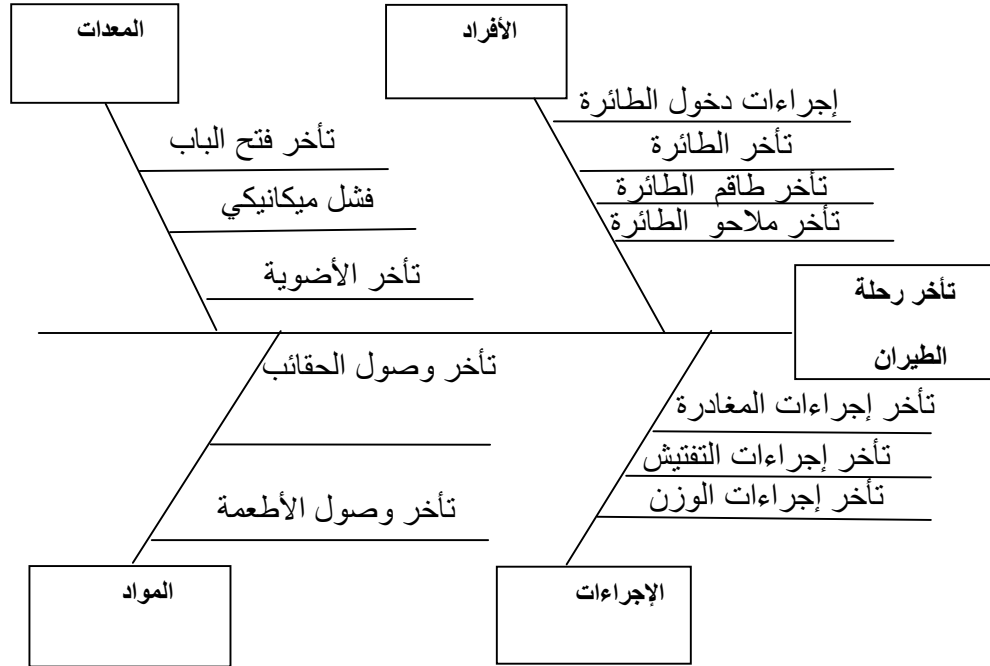 الأفراد
المعدات
إجراءات دخول الطائرة
تأخر الطائرة
تأخر طاقم الطائرة
تأخر ملاحو الطائرة
تأخر فتح الباب
فشل ميكانيكي
تأخر الأضوية
تأخر رحلة
الطيران
تأخر إجراءات المغادرة
تأخر إجراءات التفتيش
تأخر إجراءات الوزن
تأخر وصول الحقائب
تأخر وصول الأطعمة
الإجراءات
المواد